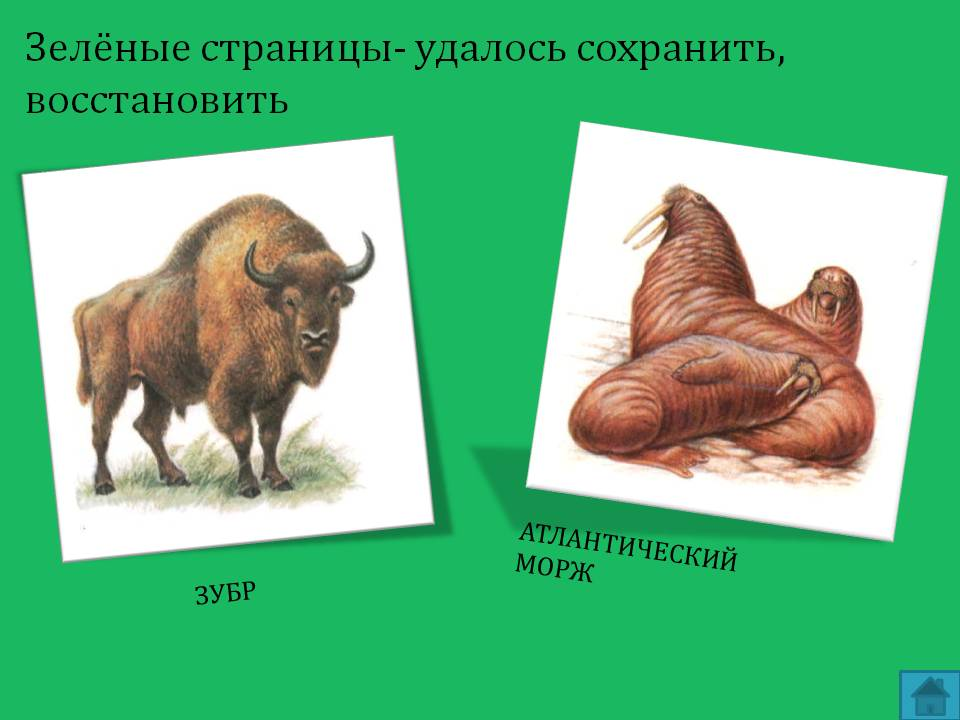 Зелёные страницы- удалось сохранить,
восстановить
АТЛАНТИЧЕСКИЙ
МОРЖ
ЗУБР